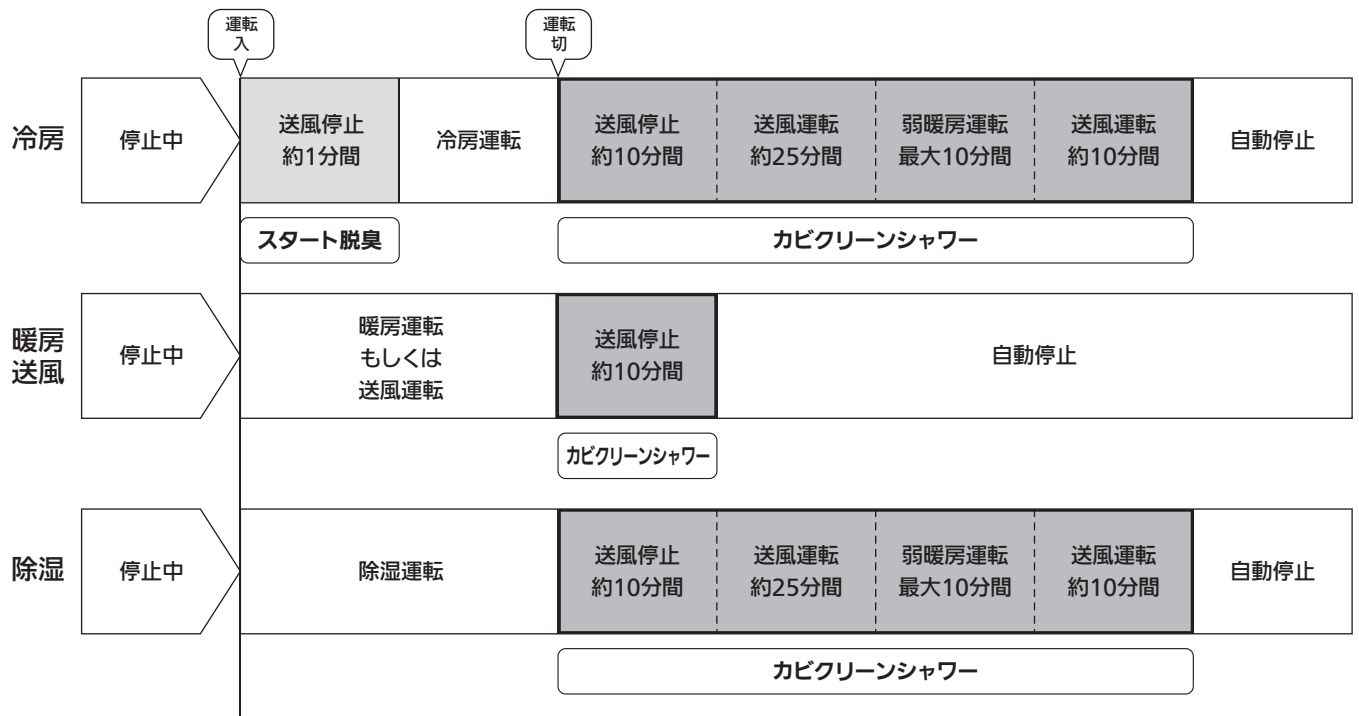 運転
入
運転
切
冷房
停止中
送風停止
約1分間
冷房運転
送風停止
約10分間
送風運転
約25分間
弱暖房運転
最大10分間
送風運転
約10分間
自動停止
スタート脱臭
カビクリーンシャワー
暖房
送風
停止中
暖房運転
もしくは
送風運転
送風停止
約10分間
自動停止
カビクリーンシャワー
除湿
停止中
除湿運転
送風停止
約10分間
送風運転
約25分間
弱暖房運転
最大10分間
送風運転
約10分間
自動停止
カビクリーンシャワー